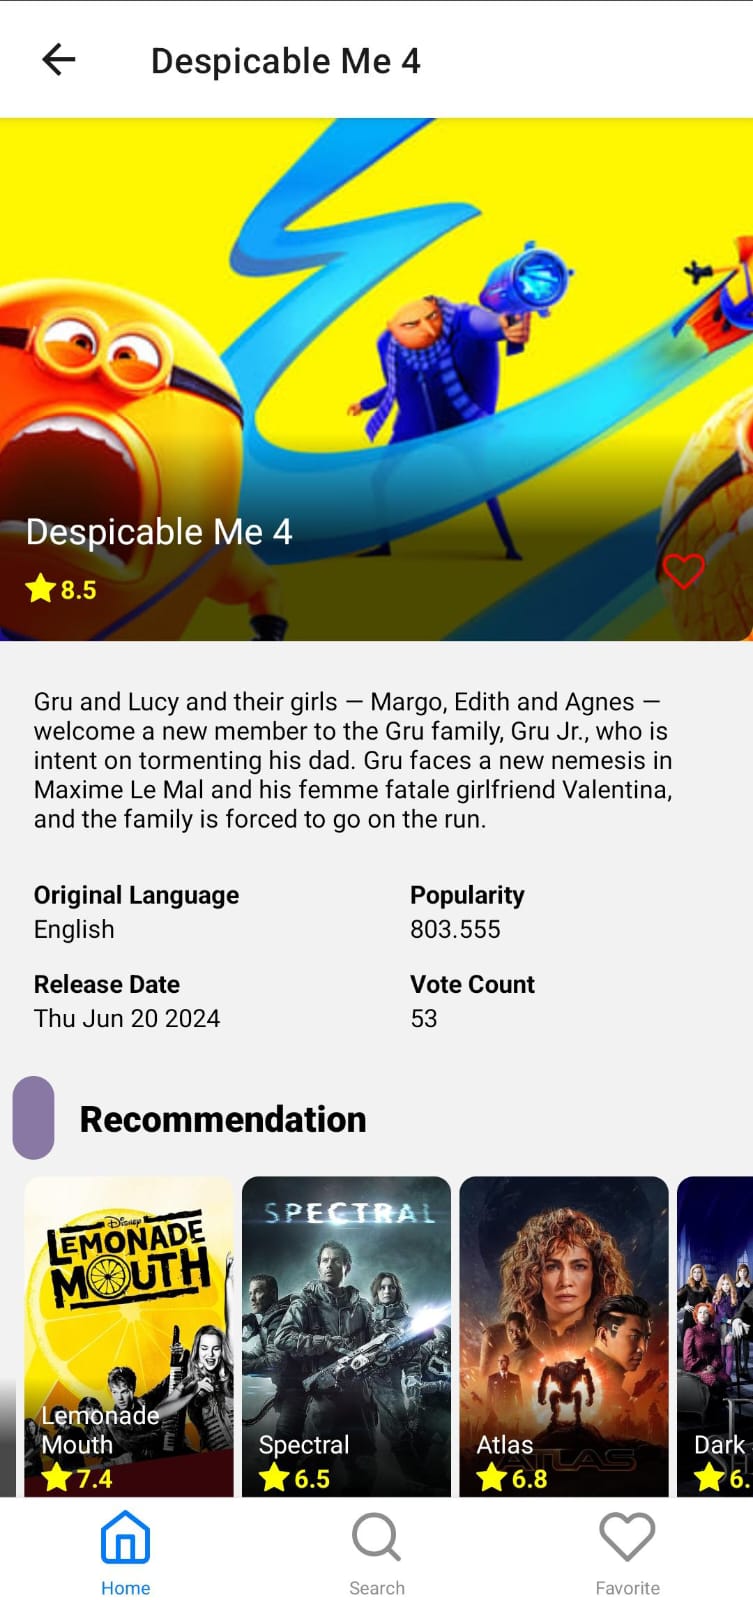 Despicable Me 4
Despicable Me 4
8.5
Gru and Lucy and their girls — Margo, Edith and Agnes —
welcome a new member to the Gru family, Gru Jr., who is
intent on tormenting his dad. Gru faces a new nemesis in
Maxime Le Mal and his femme fatale girlfriend Valentina,
and the family is forced to go on the run.
Original Language
English
Popularity
803.555
Release Date
Thu Jun 20 2024
Vote Count
53
Recommendation
Disney
LEMONADE
MOUTH
Lemonade
Mouth
7.4
SPECTRAL
Spectral
6.5
ATLAS
Atlas
6.8
Dark
6.
Home
Search
Favorite